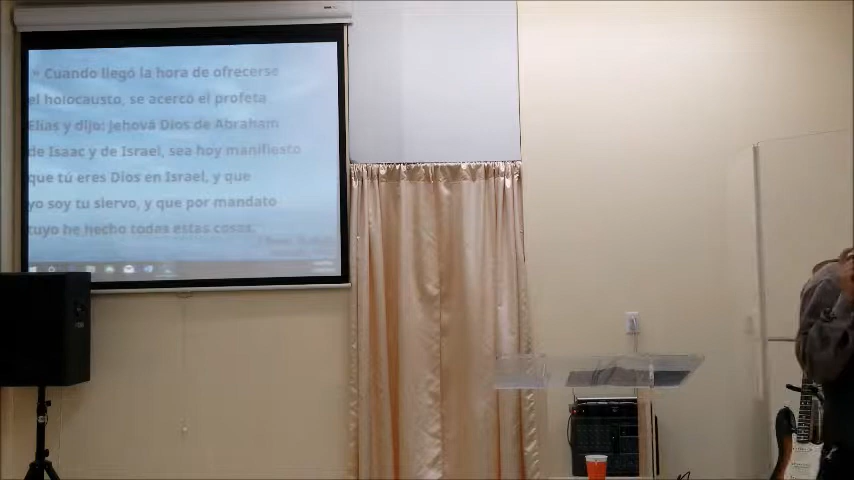 Cuando llegó la hora de ofrecerse
el holocausto, se acercó el profeta
Elías y dijo: Jehová Dios de Abraham
de Isaac y de Israel, sea hoy manifiesto
que tú eres Dios en Israel, y que
yo soy tu siervo, y que por mandato
tuyo he hecho todas estas cosas.